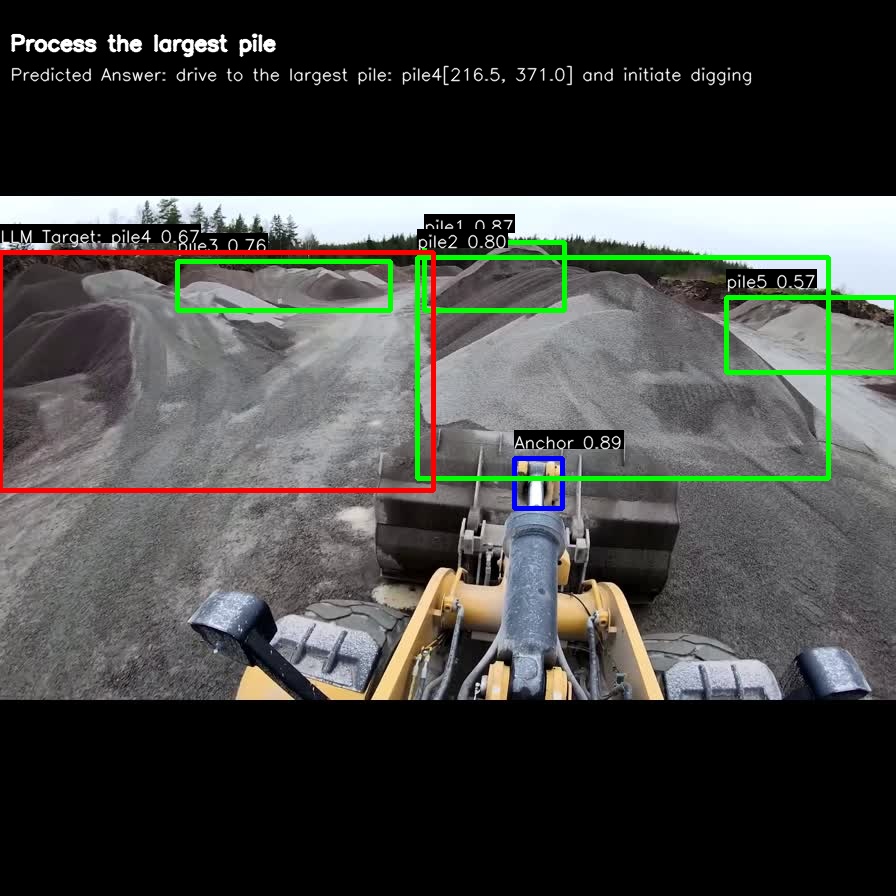 Process the largest pile
Predicted Answer: drive to the largest pile: pile4[216.5, 371.0] and initiate digging
pile1 0.87
LLM Target: pile4 0.67
pile3 0.76
pile2 0.80
pile5 0.57
Anchor 0.89